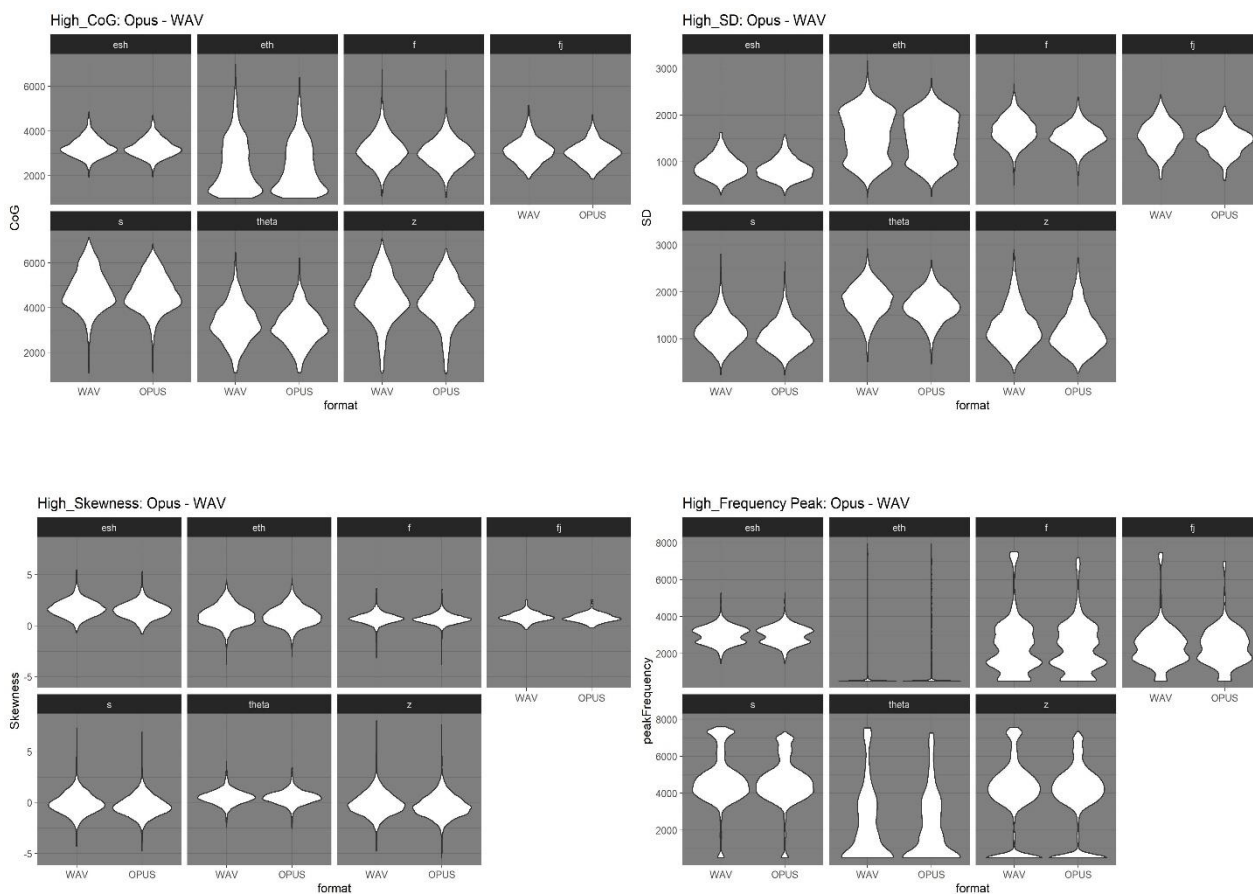 High_CoG: Opus - WAV
esh eth f fj
6000
4000
2000
WAV OPUS
s theta z
6000
4000
2000
CoG
WAV OPUS WAV OPUS WAV OPUS
format
High_SD: Opus - WAV
esh eth f fj
3000
2000
1000
WAV OPUS
s theta z
3000
2000
1000
SD
WAV OPUS WAV OPUS WAV OPUS
format
High_Skewness: Opus - WAV
esh eth f fj
5
0
-5
WAV OPUS
s theta z
5
0
-5
Skewness
WAV OPUS WAV OPUS WAV OPUS
format
High_Frequency Peak: Opus - WAV
esh eth f fj
8000
6000
4000
2000
WAV OPUS
s theta z
8000
6000
4000
2000
peakFrequency
WAV OPUS WAV OPUS WAV OPUS
format